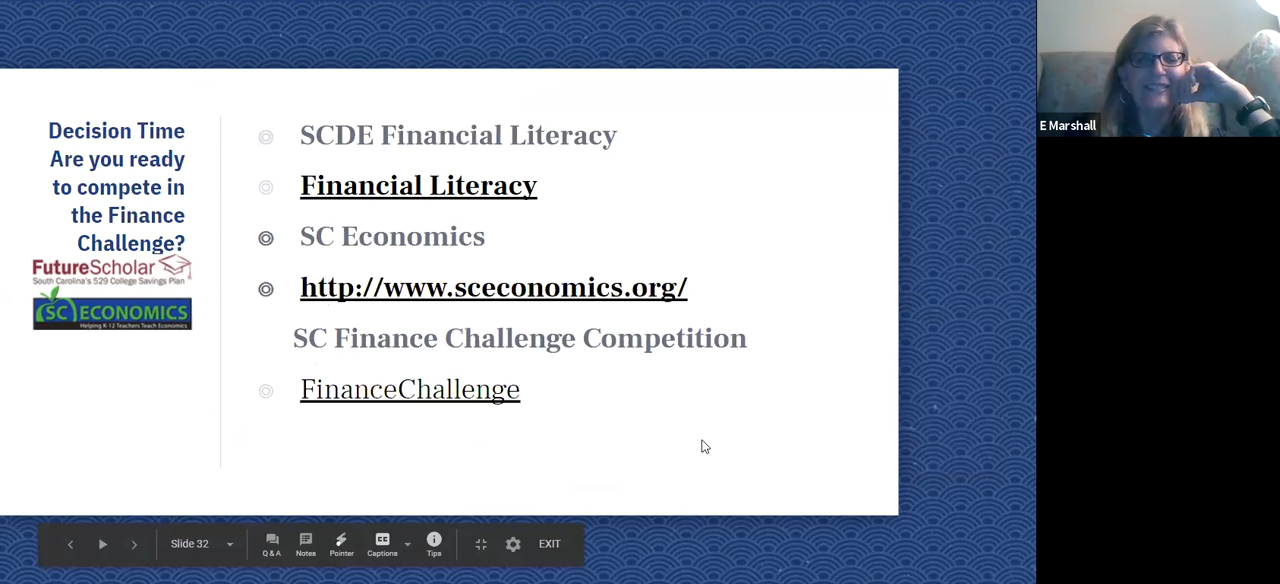 Decision Time
Are you ready
to compete in
the Finance
Challenge?
FutureScholar
South Carolina's 529 College Savings Plan
SC ECONOMICS
Helping K-12 Teachers Teach Economics
SCDE Financial Literacy
Financial Literacy
SC Economics
http://www.sceconomics.org/
SC Finance Challenge Competition
FinanceChallenge
E Marshall
Slide 32
Q & A
Notes
Pointer
Captions
Tips
EXIT